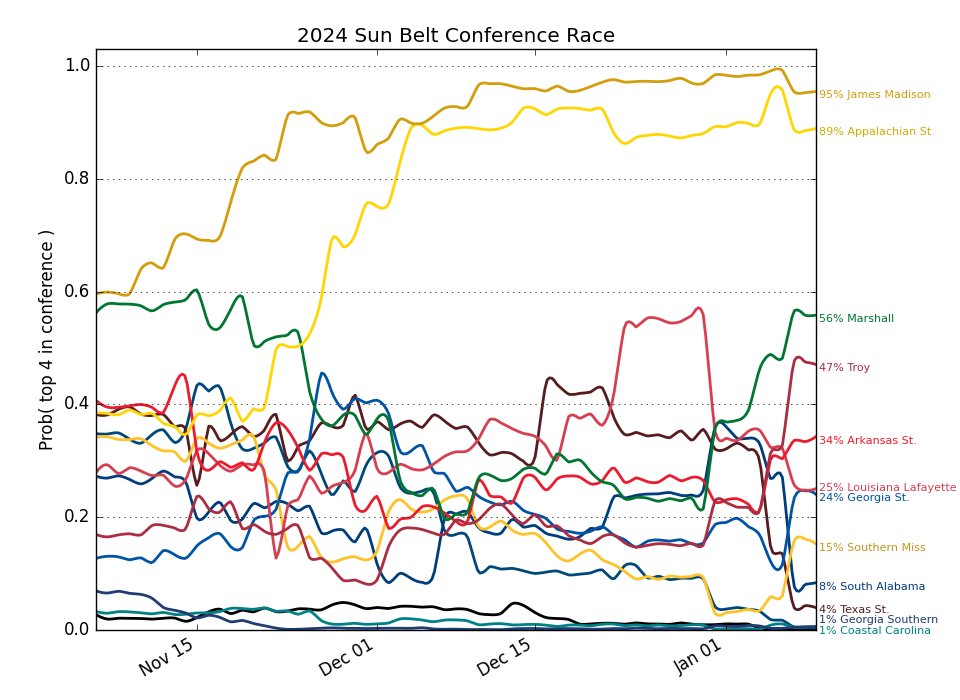 2024 Sun Belt Conference Race
Prob( top 4 in conference )
1.0
0.8
0.6
0.4
0.2
0.0
Nov 15
Dec 01
Dec 15
Jan 01
95% James Madison
89% Appalachian St.
56% Marshall
47% Troy
34% Arkansas St.
25% Louisiana Lafayette
24% Georgia St.
15% Southern Miss
8% South Alabama
4% Texas St.
1% Georgia Southern
1% Coastal Carolina